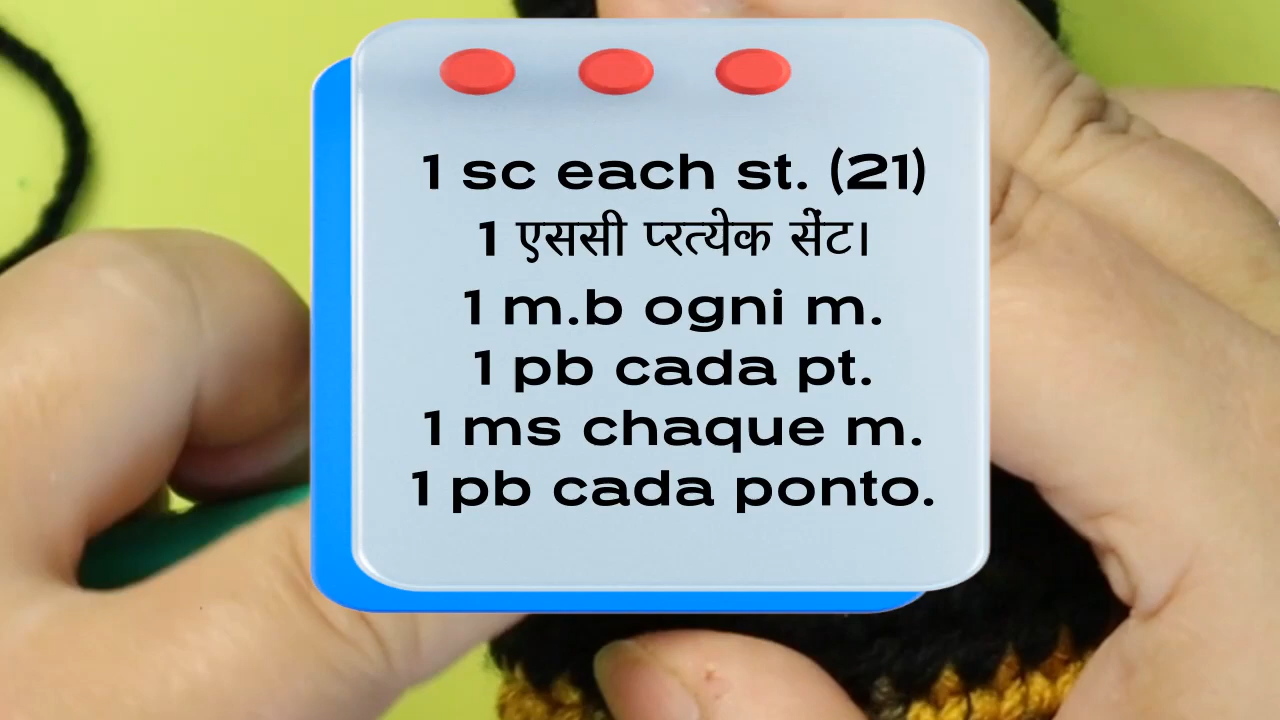 1 sc each st. (21)
1 एससी प्रत्येक सेंट।
1 m.b ogni m.
1 pb cada pt.
1 ms chaque m.
1 pb cada ponto.